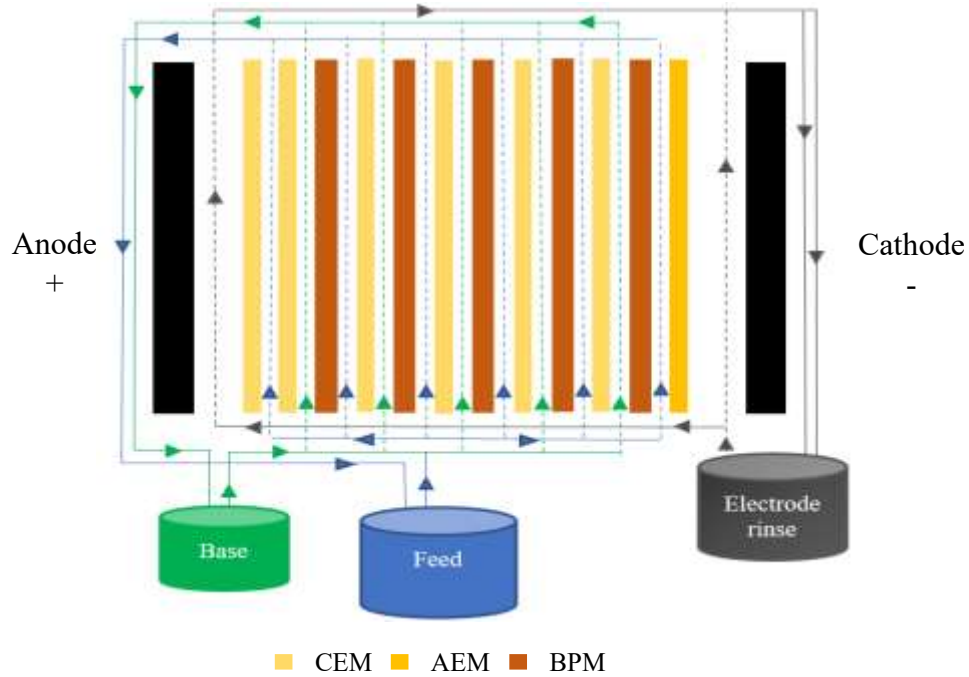 Anode
+
Cathode
-
Base
Feed
Electrode
rinse
CEM AEM BPM